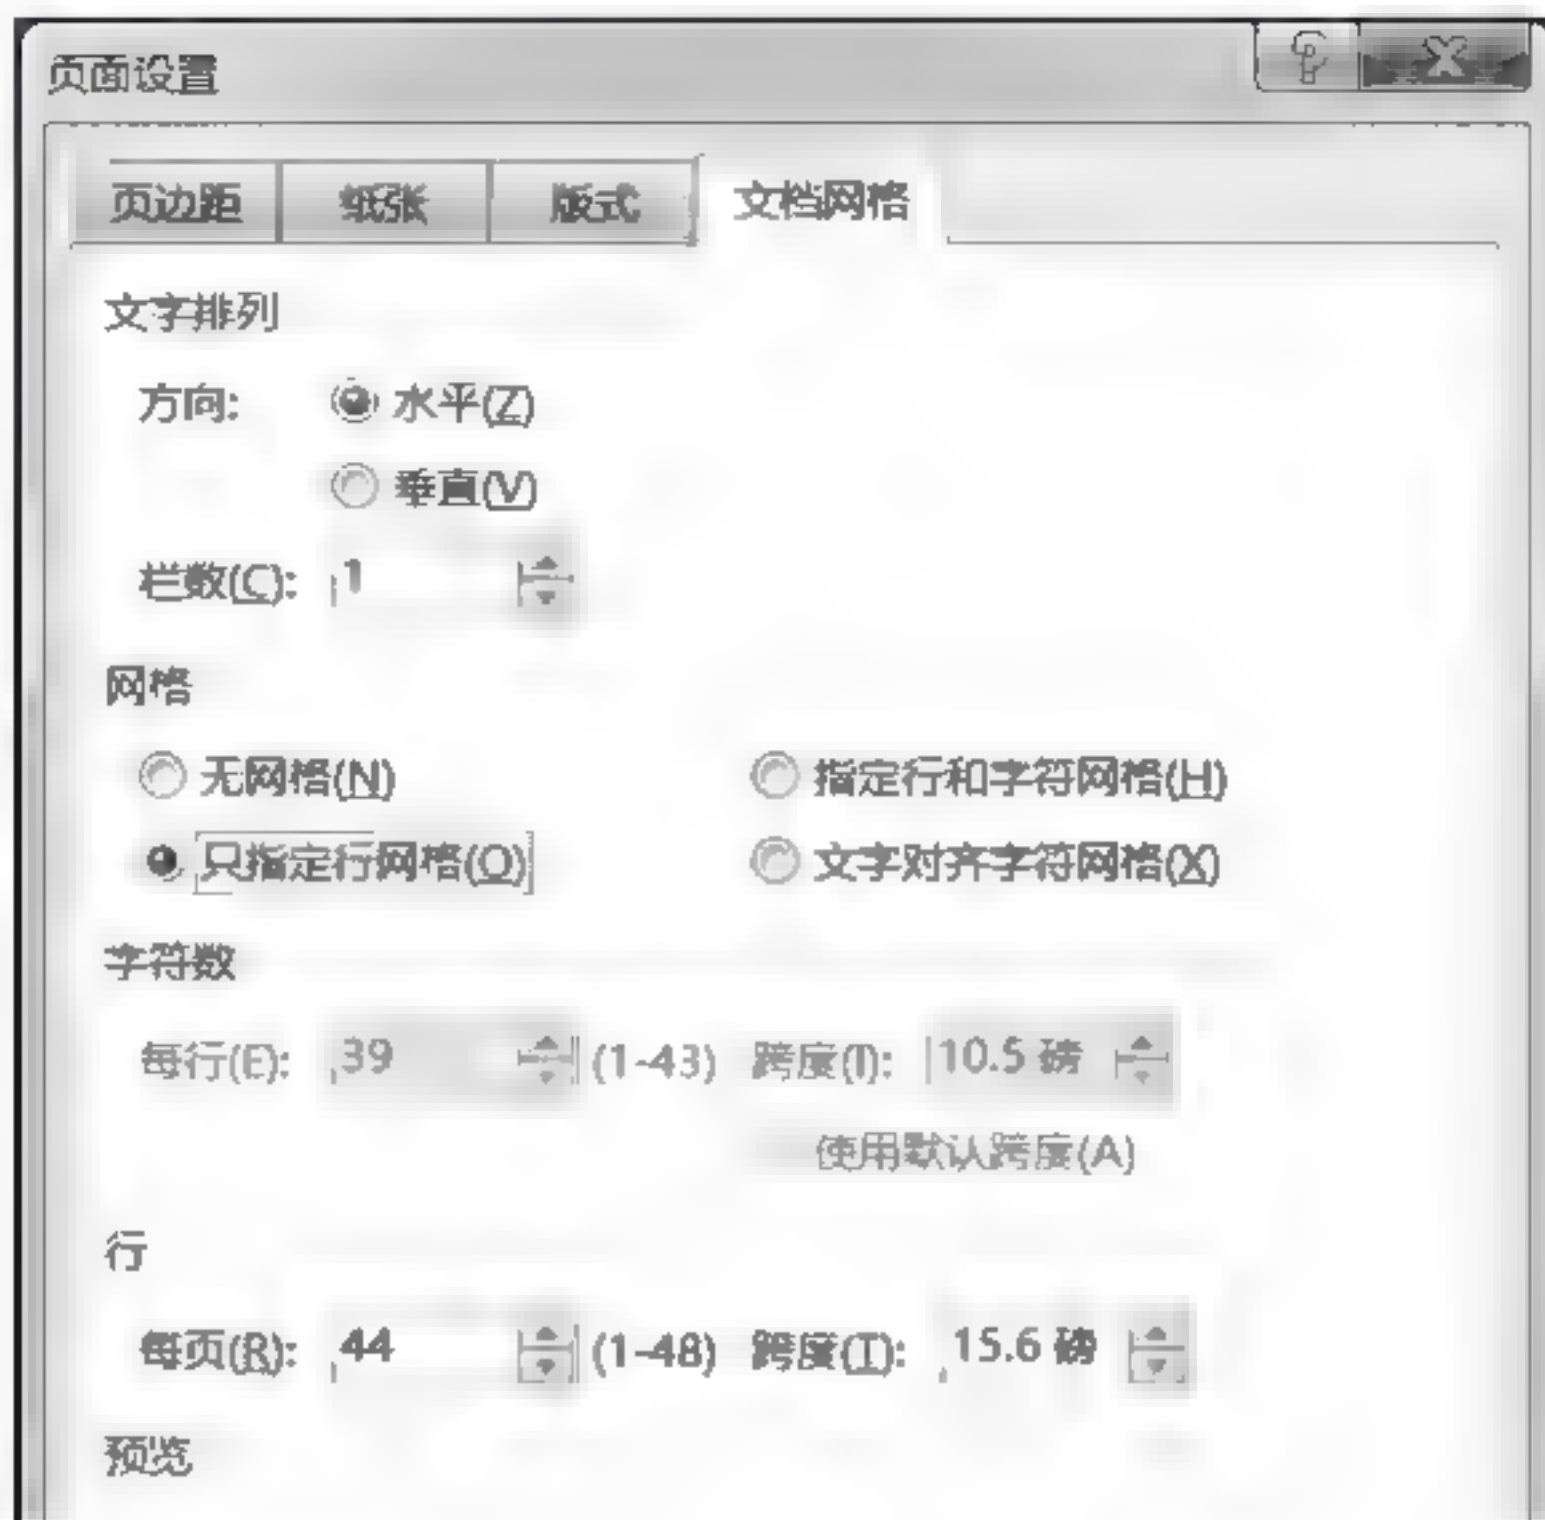 页面设置
页边距 纸张 版式 文档网格
文字排列
方向: 水平(Z)
垂直(V)
栏数(C): 1
网格
无网格(N) 指定行和字符网格(H)
只指定行网格(O) 文字对齐字符网格(X)
字符数
每行(E): 39 (1-43) 跨度(I): 10.5 磅
使用默认跨度(A)
行
每页(R): 44 (1-48) 跨度(T): 15.6 磅
预览